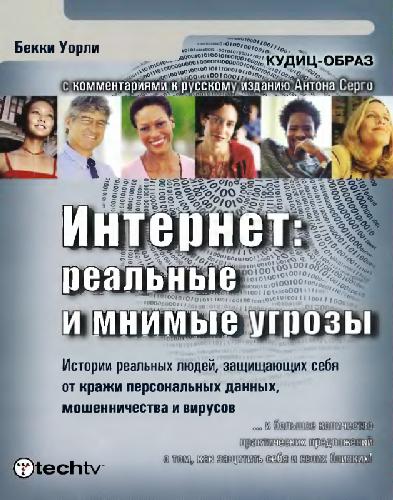 Бекки Уорли
КУДИЦ-ОБРАЗ
с комментариями к русскому изданию Антона Серго
Интернет:
реальные
и мнимые угрозы
Истории реальных людей, защищающих себя
от кражи персональных данных,
мошенничества и вирусов
... и большое количество
практических предложений
о том, как защитить себя и своих близких!
techtv